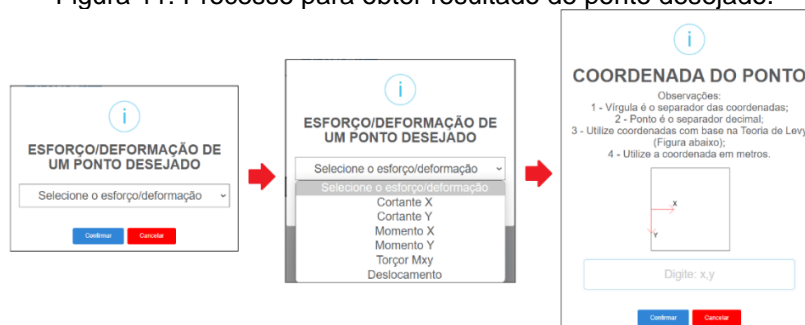 Figura 11: Processo para obter resultado de ponto desejado.
i
ESFORÇO/DEFORMAÇÃO DE
UM PONTO DESEJADO
Selecione o esforço/deformação
Confirmar Cancelar
i
ESFORÇO/DEFORMAÇÃO DE
UM PONTO DESEJADO
Selecione o esforço/deformação
Selecione o esforço/deformação
Cortante X
Cortante Y
Momento X
Momento Y
Torçor Mxy
Deslocamento
i
COORDENADA DO PONTO
Observações:
1 - Vírgula é o separador das coordenadas;
2 - Ponto é o separador decimal;
3 - Utilize coordenadas com base na Teoria de Levy
(Figura abaixo);
4 - Utilize a coordenada em metros.
X
Y
Digite: x,y
Confirmar Cancelar